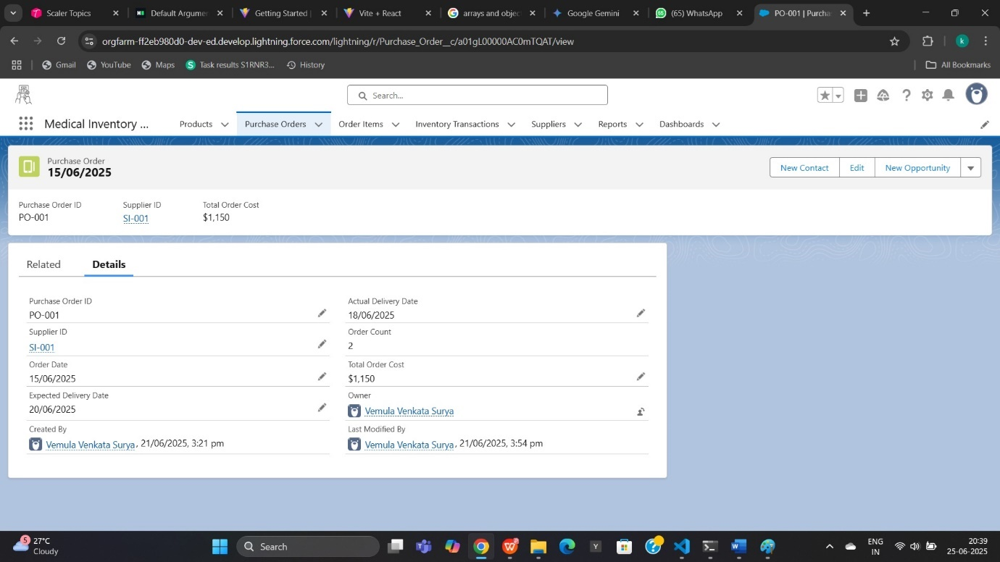 Scaler Topics
Default Argumer
Getting Started
Vite + React
arrays and objec
Google Gemini
(65) WhatsApp
PO-001 | Purcha
orgfarm-ff2eb980d0-dev-ed.develop.lightning.force.com/lightning/r/Purchase_Order__c/a01gL00000AC0mTQAT/view
k
Gmail
YouTube
Maps
Task results S1RNR3...
History
All Bookmarks
Search...
Medical Inventory ...
Products
Purchase Orders
Order Items
Inventory Transactions
Suppliers
Reports
Dashboards
Purchase Order
15/06/2025
New Contact
Edit
New Opportunity
Purchase Order ID
PO-001
Supplier ID
SI-001
Total Order Cost
$1,150
Related
Details
Purchase Order ID
PO-001
Actual Delivery Date
18/06/2025
Supplier ID
SI-001
Order Count
2
Order Date
15/06/2025
Total Order Cost
$1,150
Expected Delivery Date
20/06/2025
Owner
Vemula Venkata Surya
Created By
Vemula Venkata Surya, 21/06/2025, 3:21 pm
Last Modified By
Vemula Venkata Surya, 21/06/2025, 3:54 pm
5
27°C
Cloudy
Search
Y
ENG
IN
20:39
25-06-2025